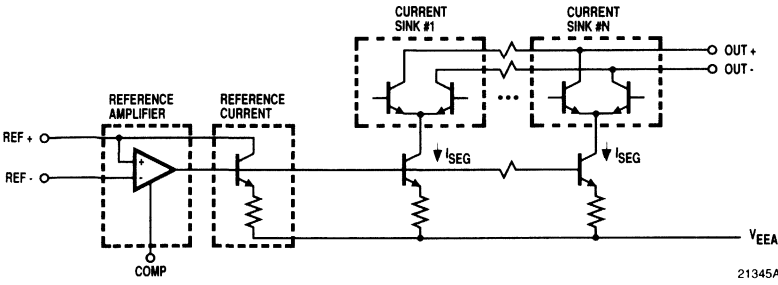 CURRENT
SINK #1
CURRENT
SINK #N
OUT +
OUT -
REFERENCE
AMPLIFIER
REFERENCE
CURRENT
REF +
+
REF -
-
ISEG
ISEG
COMP
VEEA
21345A